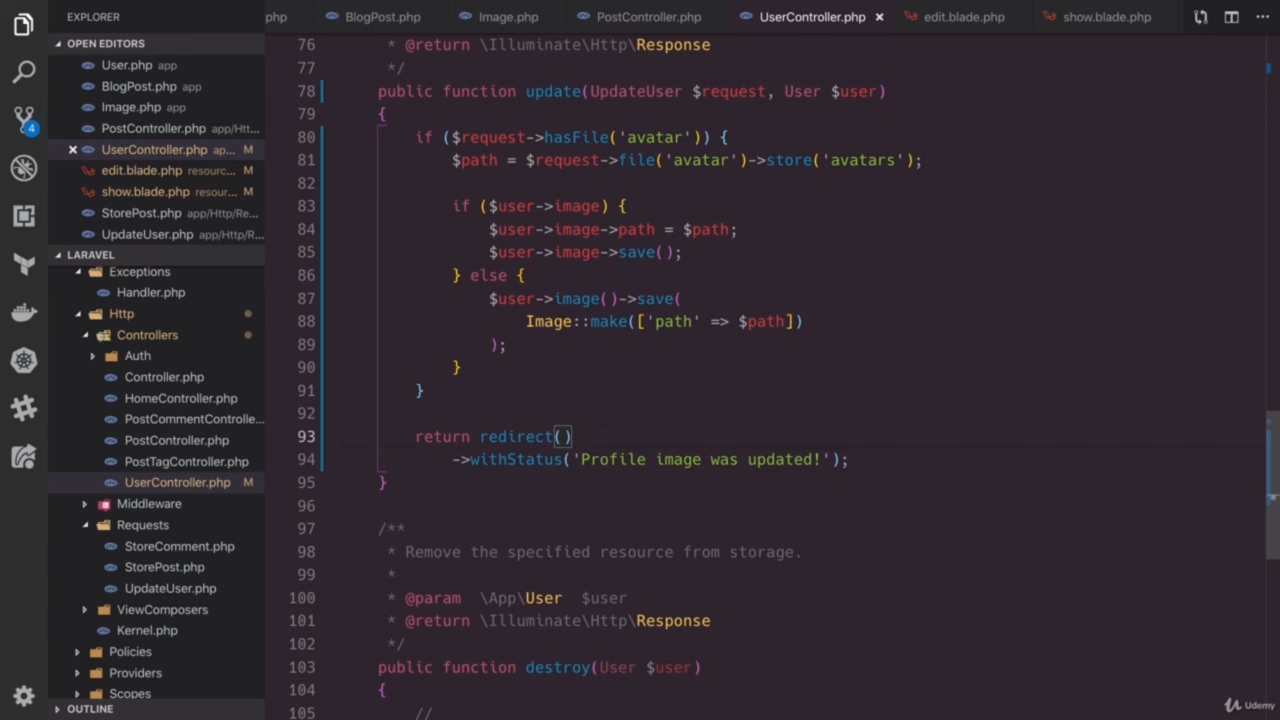 EXPLORER
php
BlogPost.php
Image.php
PostController.php
UserController.php
edit.blade.php
show.blade.php
OPEN EDITORS
User.php app
BlogPost.php app
Image.php app
PostController.php app/Htt...
UserController.php ap... M
edit.blade.php resourc... M
show.blade.php resour... M
StorePost.php app/Http/Re...
UpdateUser.php app/Http/R...
4
LARAVEL
Exceptions
Handler.php
Http
Controllers
Auth
Controller.php
HomeController.php
PostCommentControlle...
PostController.php
PostTagController.php
UserController.php M
Middleware
Requests
StoreComment.php
StorePost.php
UpdateUser.php
ViewComposers
Kernel.php
Policies
Providers
Scopes
OUTLINE
76 * @return \Illuminate\Http\Response
77 */
78 public function update(UpdateUser $request, User $user)
79 {
80 if ($request->hasFile('avatar')) {
81 $path = $request->file('avatar')->store('avatars');
82
83 if ($user->image) {
84 $user->image->path = $path;
85 $user->image->save();
86 } else {
87 $user->image()->save(
88 Image::make(['path' => $path])
89 );
90 }
91 }
92
93 return redirect()
94 ->withStatus('Profile image was updated!');
95 }
96
97 /**
98 * Remove the specified resource from storage.
99 *
100 * @param \App\User $user
101 * @return \Illuminate\Http\Response
102 */
103 public function destroy(User $user)
104 {
105 //
Udemy